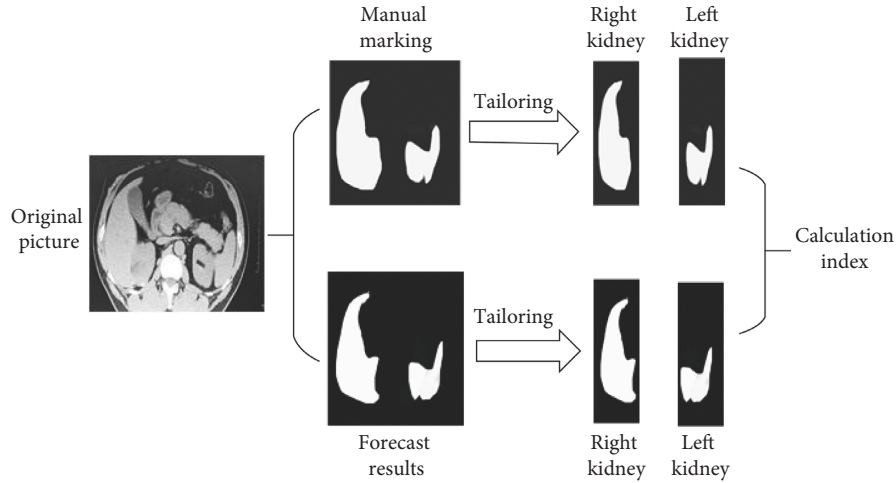 Manual
marking
Right
kidney
Left
kidney
Tailoring
Original
picture
Calculation
index
Tailoring
Forecast
results
Right
kidney
Left
kidney